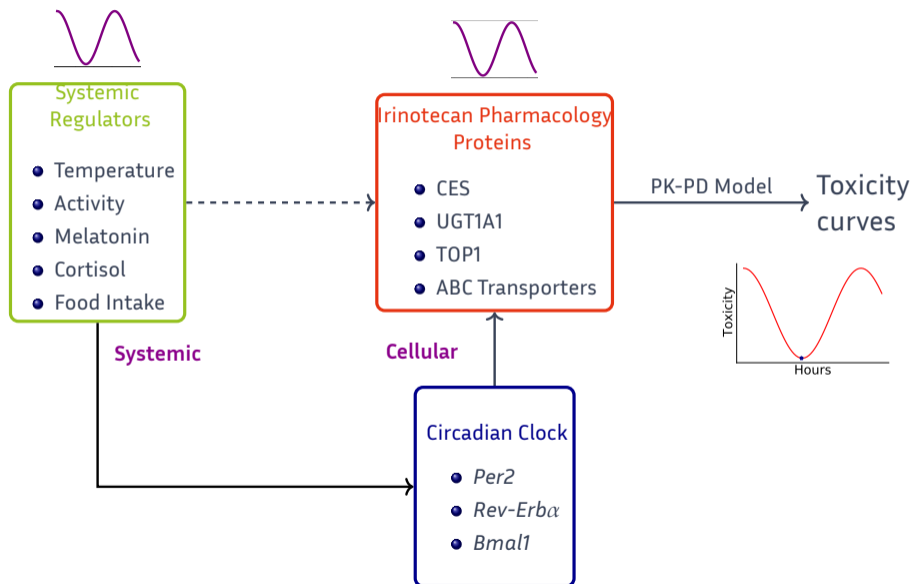 Systemic
Regulators
Temperature
Activity
Melatonin
Cortisol
Food Intake
Irinotecan Pharmacology
Proteins
CES
UGT1A1
TOP1
ABC Transporters
PK-PD Model
Toxicity
curves
Toxicity
Hours
Systemic
Cellular
Circadian Clock
Per2
Rev-Erbα
Bmal1